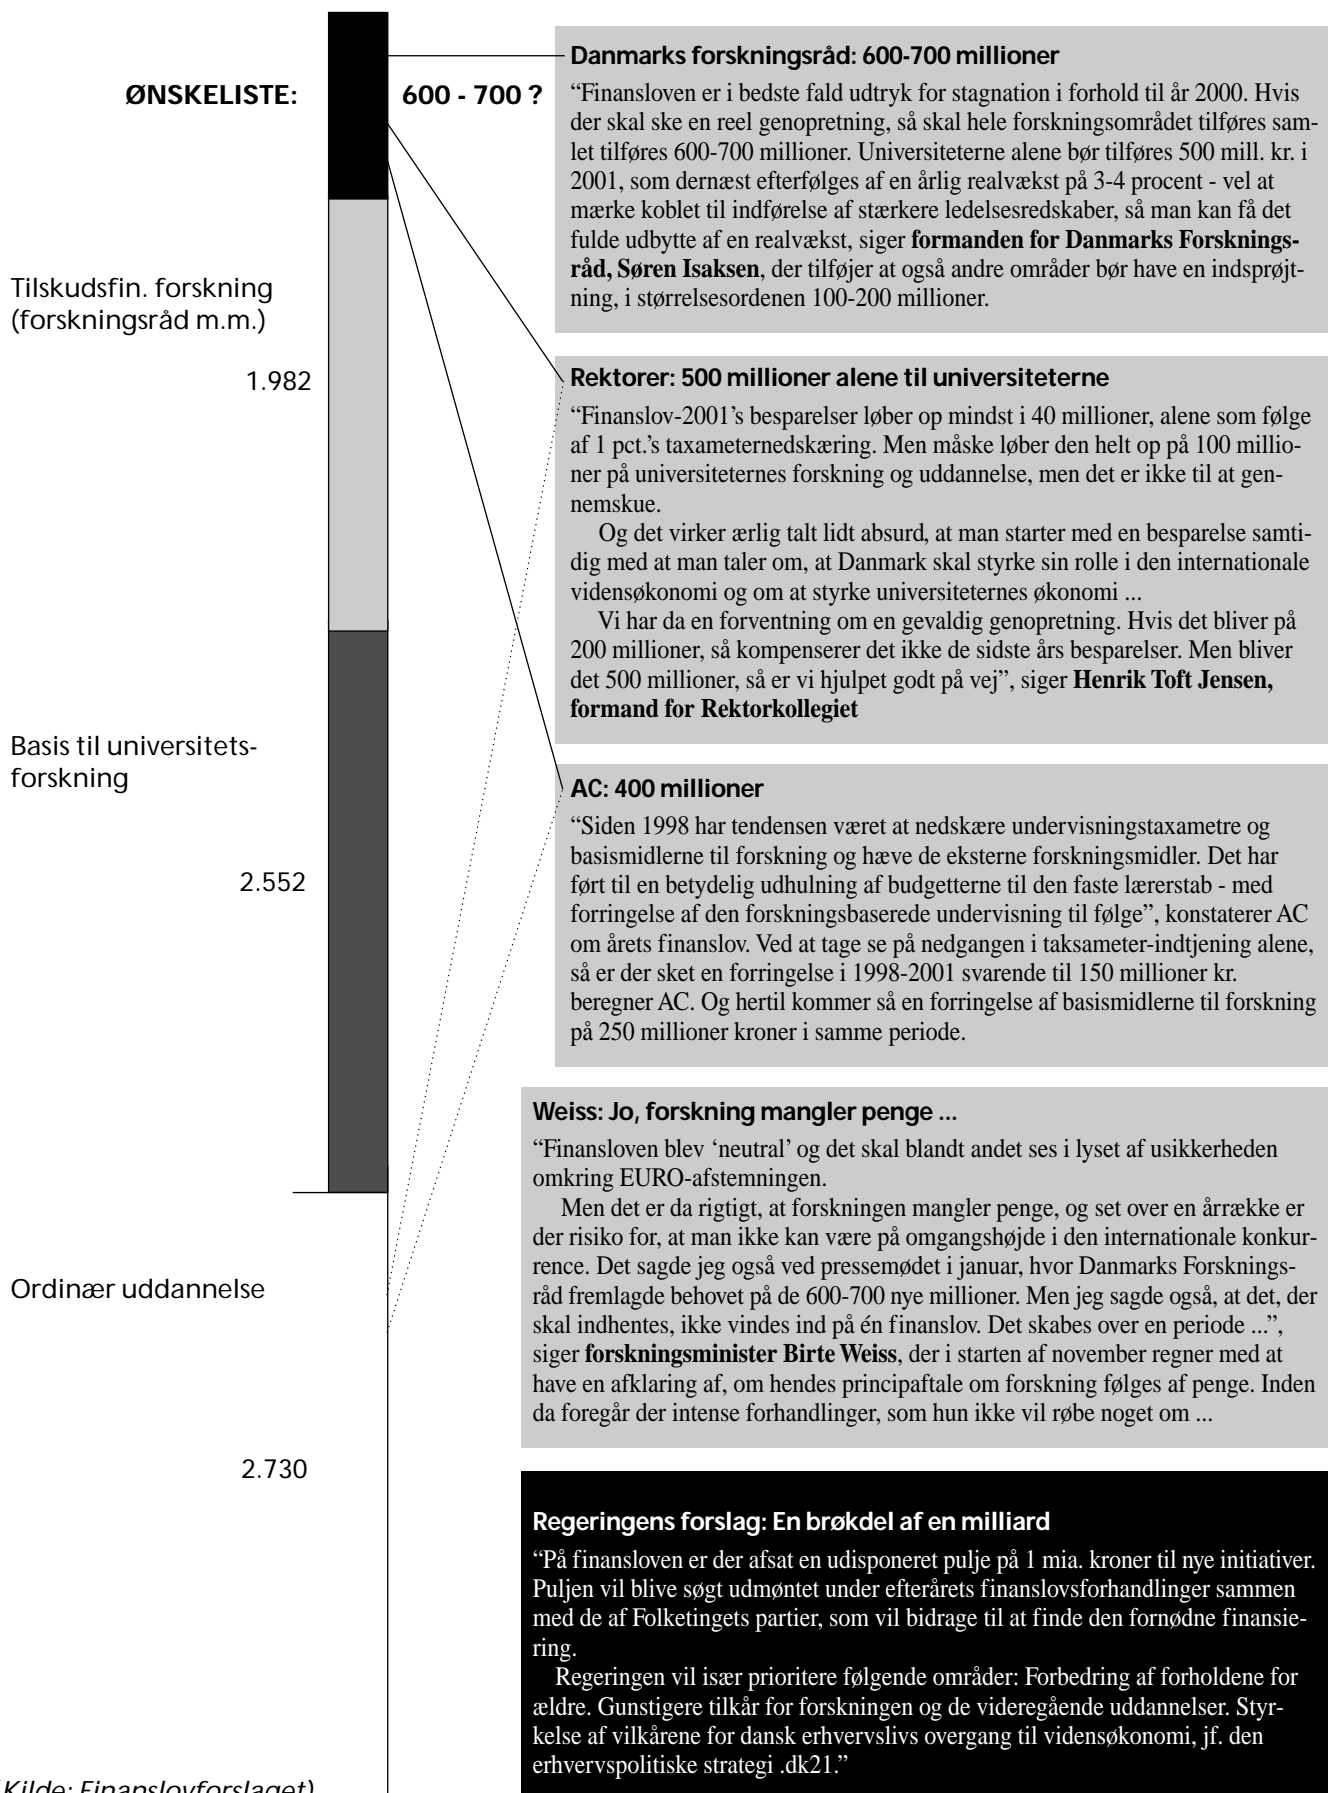 ØNSKELISTE:
600 - 700 ?
Tilskudsfin. forskning
(forskningsråd m.m.)
1.982
Basis til universitets-
forskning
2.552
Ordinær uddannelse
2.730
(Kilde: Finanslovforslaget)
Danmarks forskningsråd: 600-700 millioner
“Finansloven er i bedste fald udtryk for stagnation i forhold til år 2000. Hvis
der skal ske en reel genopretning, så skal hele forskningsområdet tilføres sam-
let tilføres 600-700 millioner. Universiteterne alene bør tilføres 500 mill. kr. i
2001, som dernæst efterfølges af en årlig realvækst på 3-4 procent - vel at
mærke koblet til indførelse af stærkere ledelsesredskaber, så man kan få det
fulde udbytte af en realvækst, siger formanden for Danmarks Forsknings-
råd, Søren Isaksen, der tilføjer at også andre områder bør have en indsprøjt-
ning, i størrelsesordenen 100-200 millioner.
Rektorer: 500 millioner alene til universiteterne
“Finanslov-2001’s besparelser løber op mindst i 40 millioner, alene som følge
af 1 pct.’s taxameternedskæring. Men måske løber den helt op på 100 millio-
ner på universiteternes forskning og uddannelse, men det er ikke til at gen-
nemskue.
Og det virker ærlig talt lidt absurd, at man starter med en besparelse samti-
dig med at man taler om, at Danmark skal styrke sin rolle i den internationale
vidensøkonomi og om at styrke universiteternes økonomi ...
Vi har da en forventning om en gevaldig genopretning. Hvis det bliver på
200 millioner, så kompenserer det ikke de sidste års besparelser. Men bliver
det 500 millioner, så er vi hjulpet godt på vej”, siger Henrik Toft Jensen,
formand for Rektorkollegiet
AC: 400 millioner
“Siden 1998 har tendensen været at nedskære undervisningstaxametre og
basismidlerne til forskning og hæve de eksterne forskningsmidler. Det har
ført til en betydelig udhulning af budgetterne til den faste lærerstab - med
forringelse af den forskningsbaserede undervisning til følge”, konstaterer AC
om årets finanslov. Ved at tage se på nedgangen i taksameter-indtjening alene,
så er der sket en forringelse i 1998-2001 svarende til 150 millioner kr.
beregner AC. Og hertil kommer så en forringelse af basismidlerne til forskning
på 250 millioner kroner i samme periode.
Weiss: Jo, forskning mangler penge ...
“Finansloven blev ‘neutral’ og det skal blandt andet ses i lyset af usikkerheden
omkring EURO-afstemningen.
Men det er da rigtigt, at forskningen mangler penge, og set over en årrække er
der risiko for, at man ikke kan være på omgangshøjde i den internationale konkur-
rence. Det sagde jeg også ved pressemødet i januar, hvor Danmarks Forsknings-
råd fremlagde behovet på de 600-700 nye millioner. Men jeg sagde også, at det, der
skal indhentes, ikke vindes ind på én finanslov. Det skabes over en periode ...”,
siger forskningsminister Birte Weiss, der i starten af november regner med at
have en afklaring af, om hendes principaftale om forskning følges af penge. Inden
da foregår der intense forhandlinger, som hun ikke vil røbe noget om ...
Regeringens forslag: En brøkdel af en milliard
“På finansloven er der afsat en udisponeret pulje på 1 mia. kroner til nye initiativer.
Puljen vil blive søgt udmøntet under efterårets finanslovsforhandlinger sammen
med de af Folketingets partier, som vil bidrage til at finde den fornødne finansie-
ring.
Regeringen vil især prioritere følgende områder: Forbedring af forholdene for
ældre. Gunstigere tilkår for forskningen og de videregående uddannelser. Styr-
kelse af vilkårene for dansk erhvervslivs overgang til vidensøkonomi, jf. den
erhvervspolitiske strategi .dk21.”